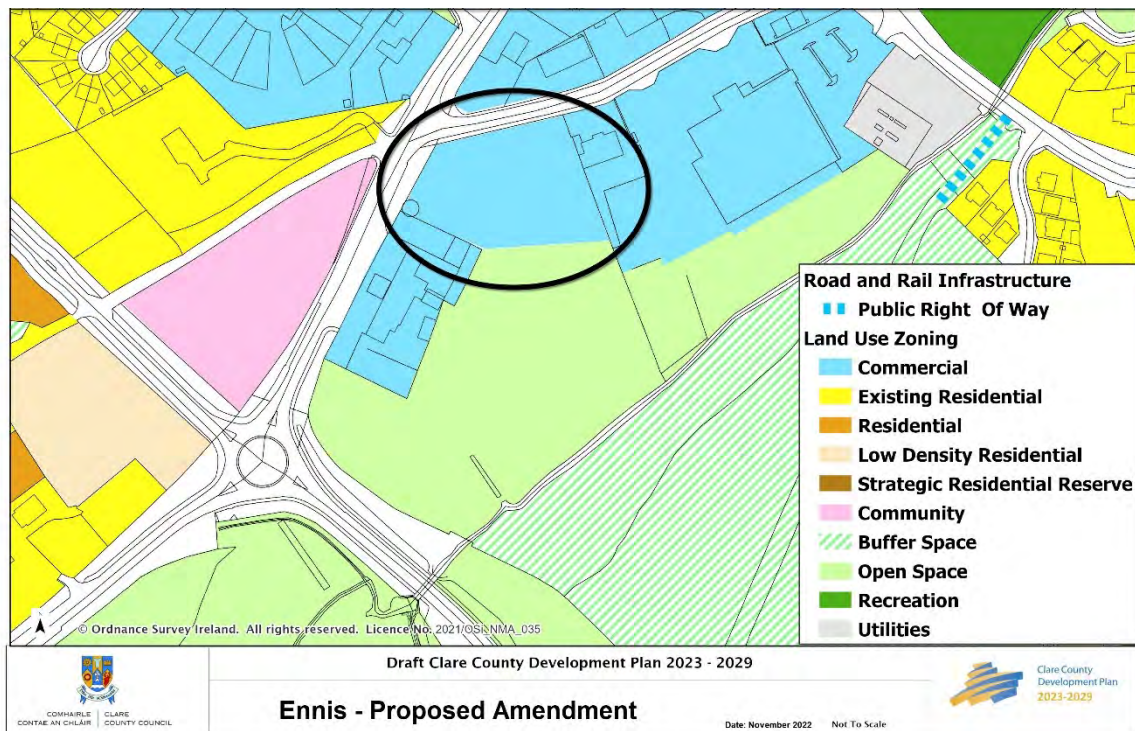 Road and Rail Infrastructure
Public Right Of Way
Land Use Zoning
Commercial
Existing Residential
Residential
Low Density Residential
Strategic Residential Reserve
Community
Buffer Space
Open Space
Recreation
Utilities
© Ordnance Survey Ireland. All rights reserved. Licence No. 2021/OSi_NMA_035
COMHAIRLE CONTAE AN CHLÁIR
CLARE COUNTY COUNCIL
Draft Clare County Development Plan 2023 - 2029
Ennis - Proposed Amendment
Date: November 2022 Not To Scale
Clare County
Development Plan
2023-2029